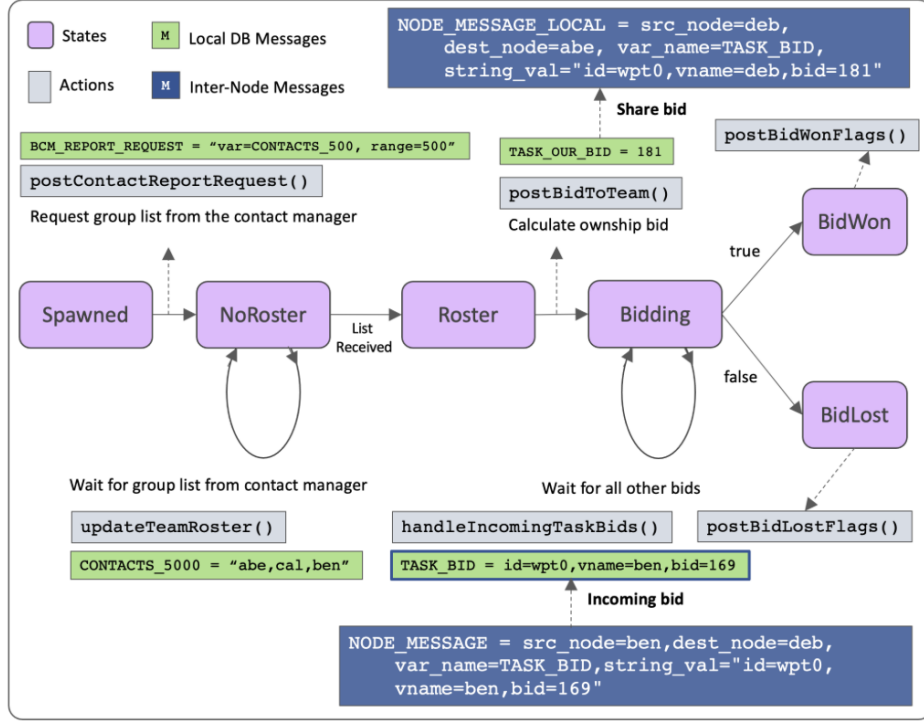 States
M
Local DB Messages
Actions
M
Inter-Node Messages
NODE_MESSAGE_LOCAL = src_node=deb,
dest_node=abe, var_name=TASK_BID,
string_val="id=wpt0,vname=deb,bid=181"
Share bid
BCM_REPORT_REQUEST = “var=CONTACTS_500, range=500”
postContactReportRequest()
Request group list from the contact manager
TASK_OUR_BID = 181
postBidToTeam()
Calculate ownship bid
postBidWonFlags()
BidWon
true
Spawned
NoRoster
List
Received
Roster
Bidding
false
BidLost
Wait for group list from contact manager
updateTeamRoster()
CONTACTS_5000 = “abe,cal,ben”
Wait for all other bids
handleIncomingTaskBids()
TASK_BID = id=wpt0,vname=ben,bid=169
Incoming bid
postBidLostFlags()
NODE_MESSAGE = src_node=ben,dest_node=deb,
var_name=TASK_BID,string_val="id=wpt0,
vname=ben,bid=169"